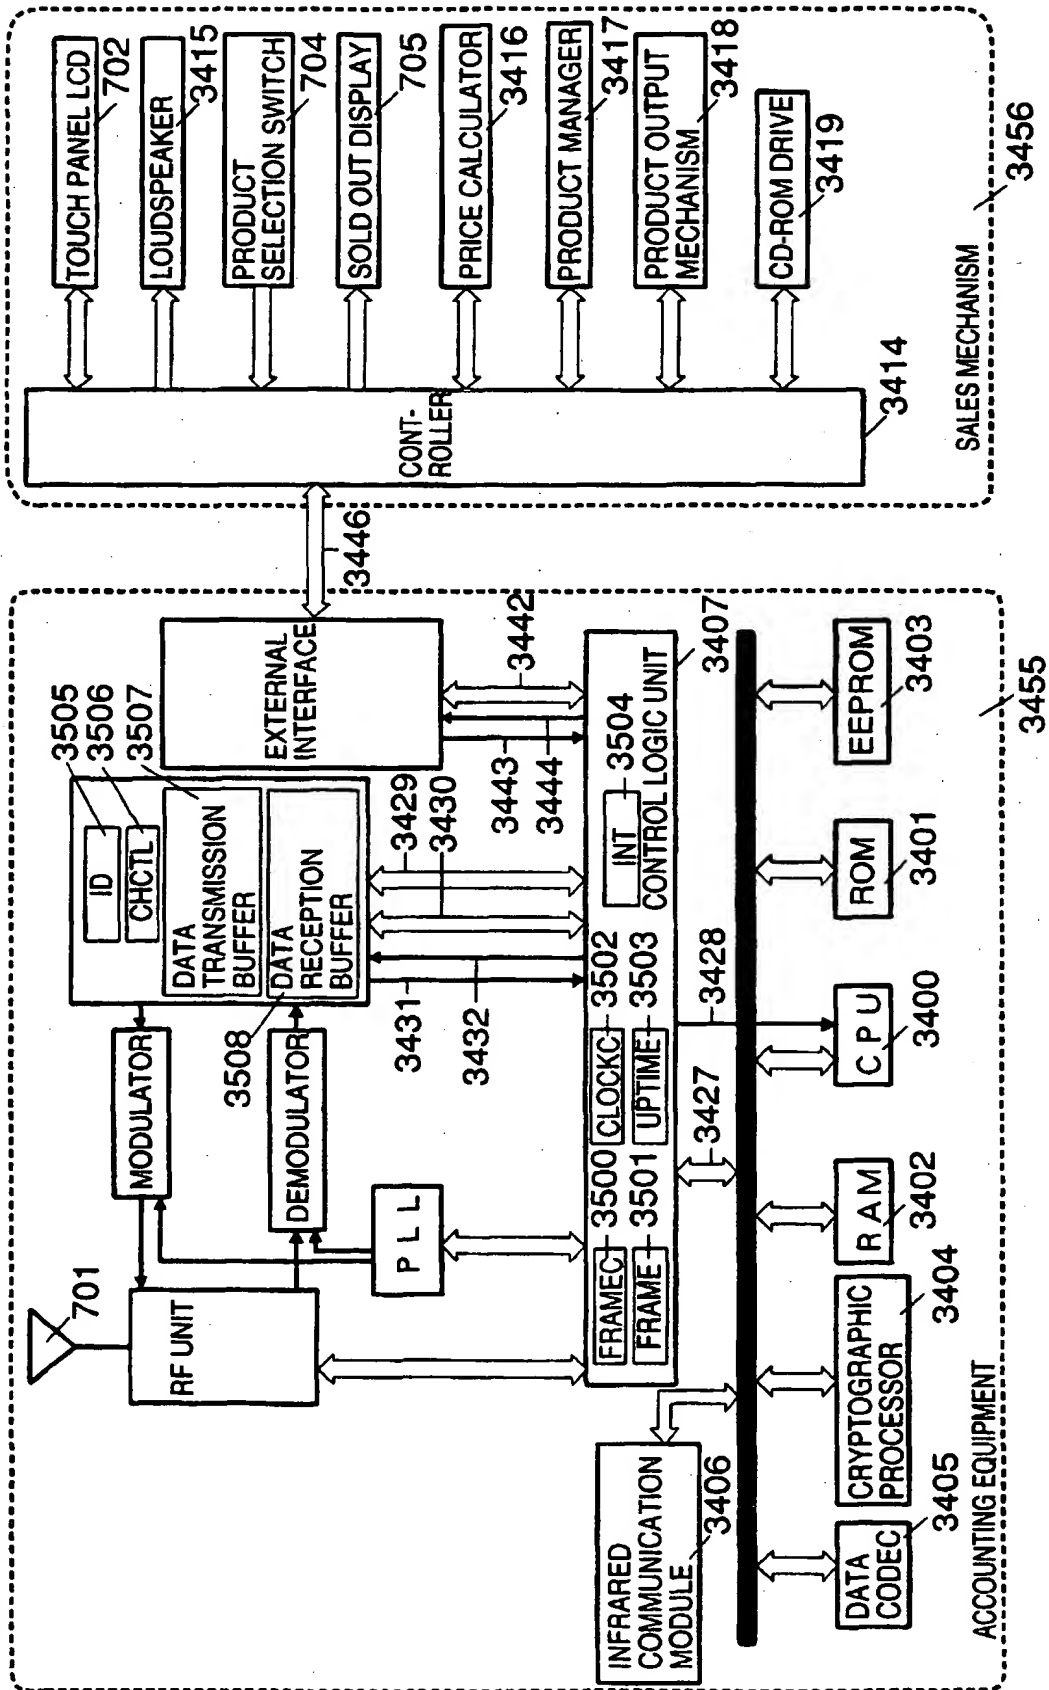 701
RF UNIT
MODULATOR
DEMODULATOR
P L L
3505
3506
3507
ID
CHCTL
DATA
TRANSMISSION
BUFFER
DATA
RECEPTION
BUFFER
3508
EXTERNAL
INTERFACE
3431
3432
3430
3429
3443
3444
3442
3446
FRAMEC
3500
CLOCKC
3502
FRAME
3501
UPTIME
3503
INT
3504
CONTROL LOGIC UNIT
3407
3427
3428
INFRARED
COMMUNICATION
MODULE
3406
DATA
CODEC
3405
CRYPTOGRAPHIC
PROCESSOR
3404
R A M
3402
C P U
3400
ROM
3401
EEPROM
3403
ACCOUNTING EQUIPMENT
3455
CONT-
ROLLER
3414
TOUCH PANEL LCD
702
LOUDSPEAKER
3415
PRODUCT
SELECTION SWITCH
704
SOLD OUT DISPLAY
705
PRICE CALCULATOR
3416
PRODUCT MANAGER
3417
PRODUCT OUTPUT
MECHANISM
3418
CD-ROM DRIVE
3419
SALES MECHANISM
3456